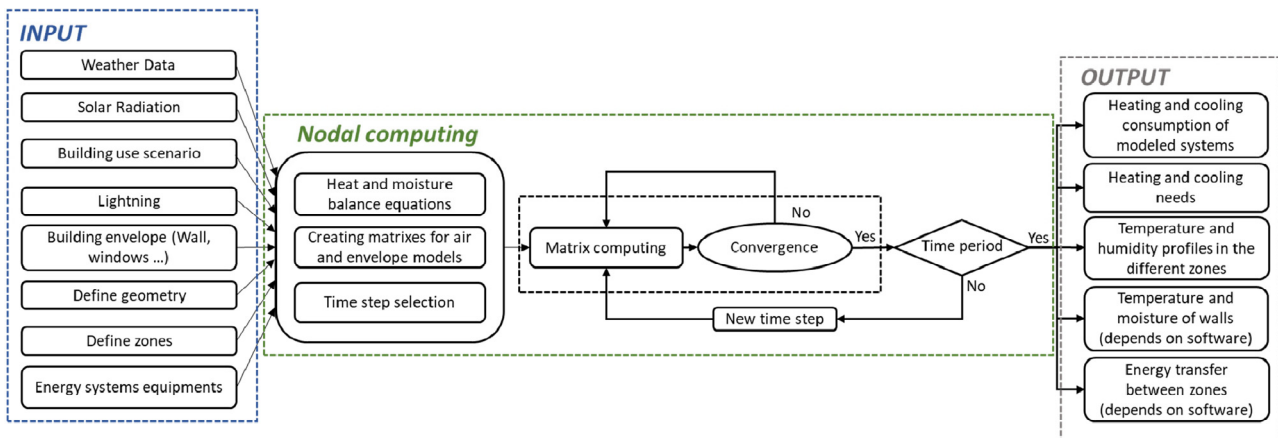 INPUT
Weather Data
Solar Radiation
Building use scenario
Lightning
Building envelope (Wall,
windows ...)
Define geometry
Define zones
Energy systems equipments
Nodal computing
Heat and moisture
balance equations
Creating matrixes for air
and envelope models
Time step selection
Matrix computing
Convergence
No
Yes
Time period
Yes
No
New time step
OUTPUT
Heating and cooling
consumption of
modeled systems
Heating and cooling
needs
Temperature and
humidity profiles in the
different zones
Temperature and
moisture of walls
(depends on software)
Energy transfer
between zones
(depends on software)